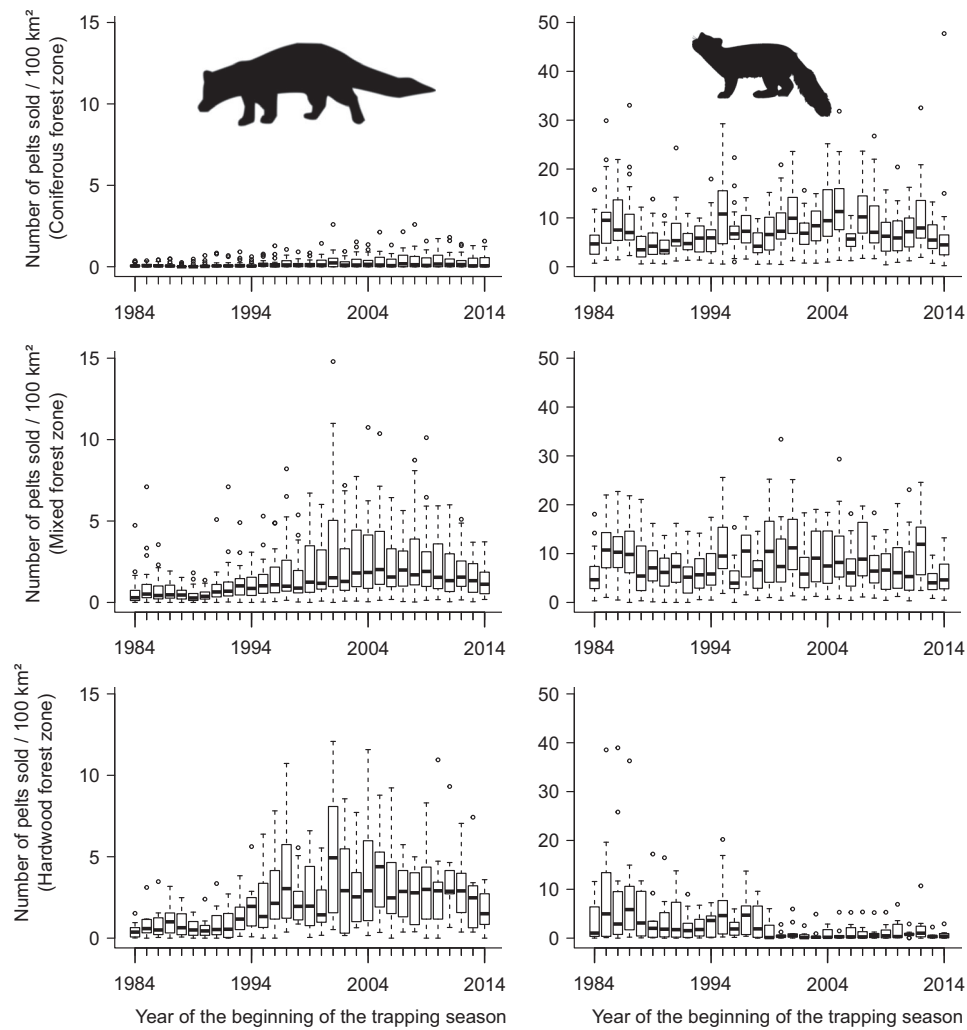 Number of pelts sold / 100 km²
(Coniferous forest zone)
15
10
5
0
1984 1994 2004 2014
50
40
30
20
10
0
1984 1994 2004 2014
Number of pelts sold / 100 km²
(Mixed forest zone)
15
10
5
0
1984 1994 2004 2014
50
40
30
20
10
0
1984 1994 2004 2014
Number of pelts sold / 100 km²
(Hardwood forest zone)
15
10
5
0
1984 1994 2004 2014
Year of the beginning of the trapping season
50
40
30
20
10
0
1984 1994 2004 2014
Year of the beginning of the trapping season